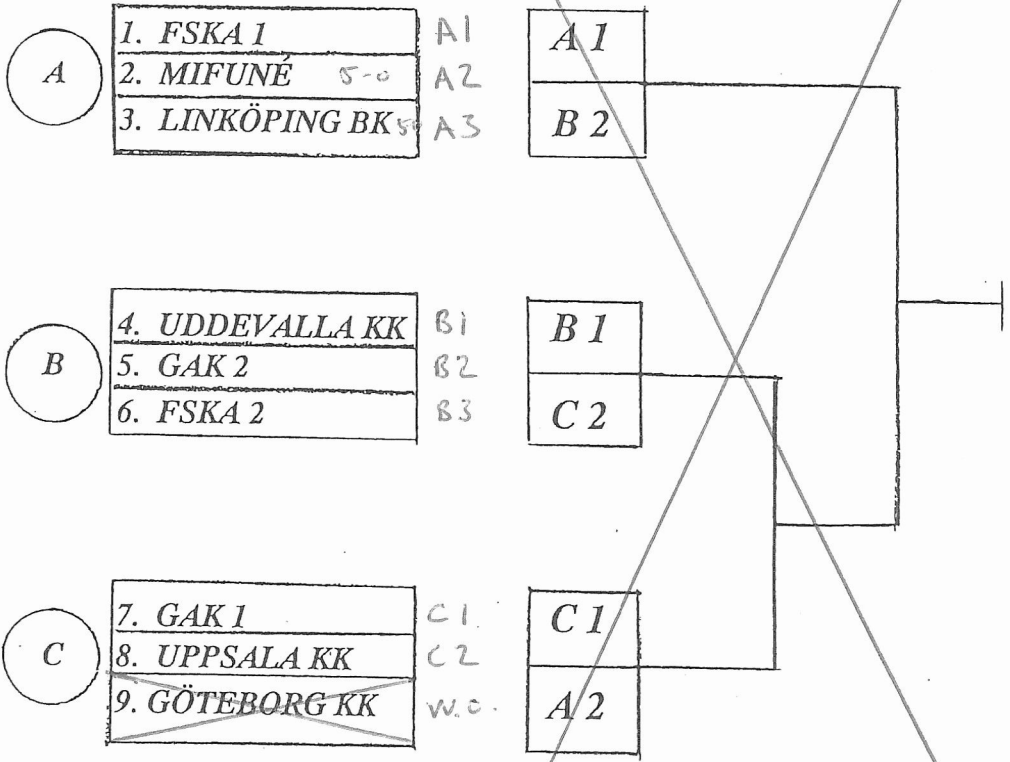 A
1. FSKA 1 A1
2. MIFUNÉ 5-0 A2
3. LINKÖPING BK A3
A 1
B 2
B
4. UDDEVALLA KK B1
5. GAK 2 B2
6. FSKA 2 B3
B 1
C 2
C
7. GAK 1 C1.
8. UPPSALA KK C2
9. GÖTEBORG KK W.O.
C 1
A 2